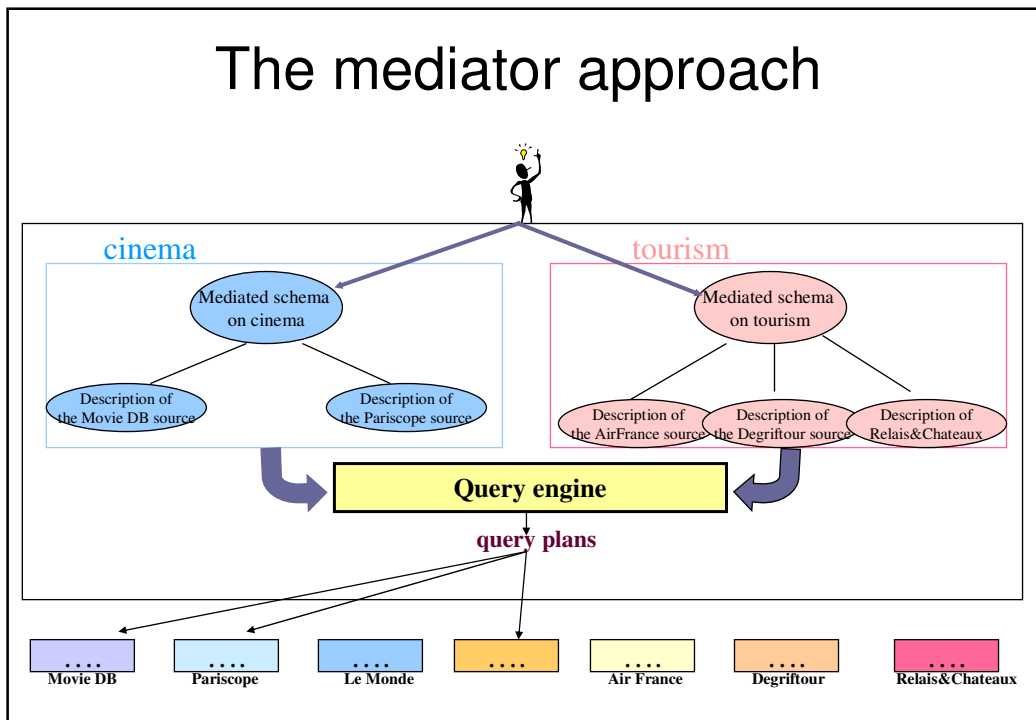 The mediator approach
cinema
tourism
Mediated schema
on cinema
Mediated schema
on tourism
Description of
the Movie DB source
Description of
the Pariscope source
Description of
the AirFrance source
Description of
the Degriftour source
Description of
Relais&Chateaux
Query engine
query plans
....
....
....
....
....
....
....
Movie DB
Pariscope
Le Monde
Air France
Degriftour
Relais&Chateaux